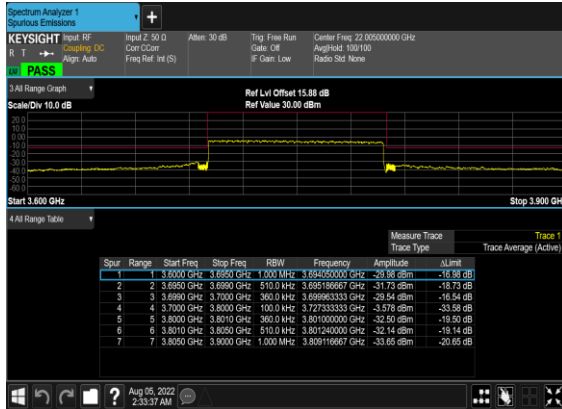 Spectrum Analyzer 1
Spurious Emissions
+
KEYSIGHT Input: RF Input Z: 50 Ω Atten: 30 dB Trig: Free Run Center Freq: 22.005000000 GHz
R T Coupling: DC Corr CCorr Gate: Off Avg|Hold: 100/100
Align: Auto Freq Ref: Int (S) IF Gain: Low Radio Std: None
PASS
3 All Range Graph
Ref Lvl Offset 15.88 dB
Scale/Div 10.0 dB Ref Value 30.00 dBm
20.0
10.0
0.00
-10.0
-20.0
-30.0
-40.0
-50.0
-60.0
Start 3.600 GHz Stop 3.900 GH
4 All Range Table
Measure Trace Trace 1
Trace Type Trace Average (Active)
Spur Range Start Freq Stop Freq RBW Frequency Amplitude ΔLimit
1 1 3.6000 GHz 3.6950 GHz 1.000 MHz 3.694050000 GHz -29.98 dBm -16.98 dB
2 2 3.6950 GHz 3.6990 GHz 510.0 kHz 3.695186667 GHz -31.73 dBm -18.73 dB
3 3 3.6990 GHz 3.7000 GHz 360.0 kHz 3.699963333 GHz -29.54 dBm -16.54 dB
4 4 3.7000 GHz 3.8000 GHz 100.0 kHz 3.727333333 GHz -3.578 dBm -33.58 dB
5 5 3.8000 GHz 3.8010 GHz 360.0 kHz 3.801000000 GHz -32.50 dBm -19.50 dB
6 6 3.8010 GHz 3.8050 GHz 510.0 kHz 3.801240000 GHz -32.14 dBm -19.14 dB
7 7 3.8050 GHz 3.9000 GHz 1.000 MHz 3.809116667 GHz -33.65 dBm -20.65 dB
? Aug 05, 2022
2:33:37 AM